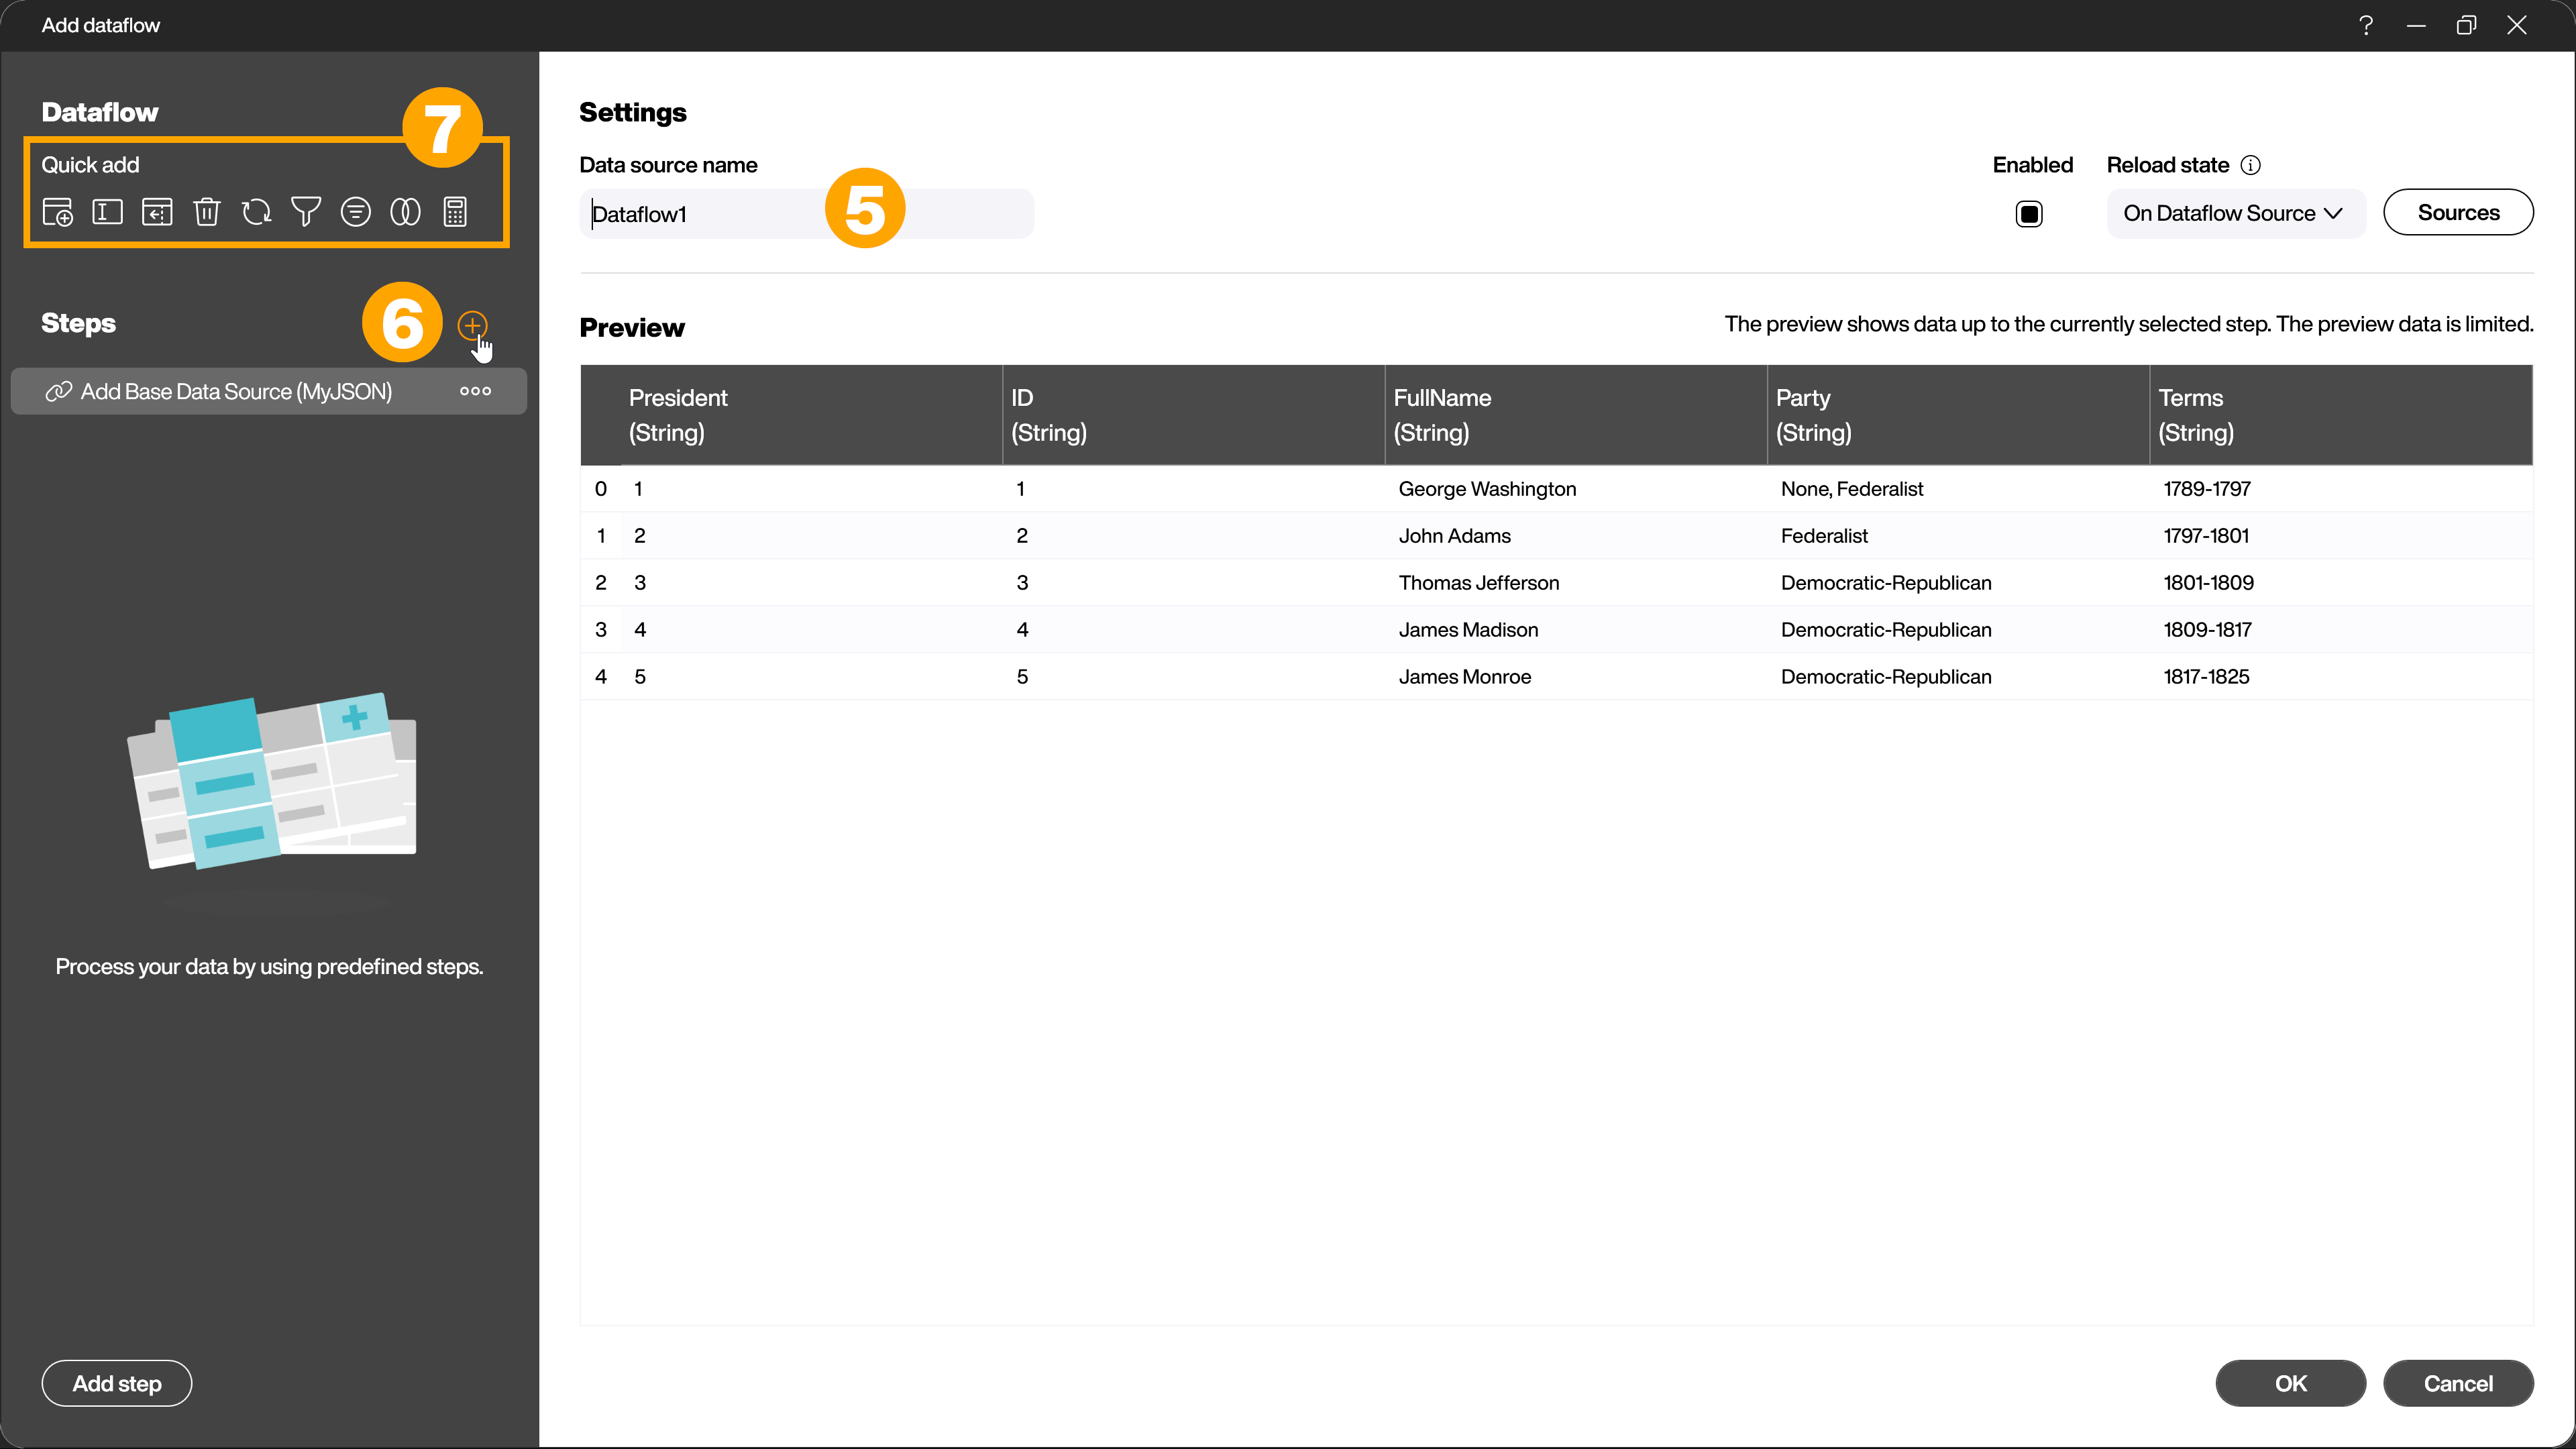 Add dataflow
Dataflow
7
Quick add
Steps
6
Add Base Data Source (MyJSON)
Process your data by using predefined steps.
Add step
Settings
Data source name
Dataflow1
5
Enabled
Reload state
On Dataflow Source
Sources
Preview
The preview shows data up to the currently selected step. The preview data is limited.
President (String) ID (String) FullName (String) Party (String) Terms (String)
0 1 1 George Washington None, Federalist 1789-1797
1 2 2 John Adams Federalist 1797-1801
2 3 3 Thomas Jefferson Democratic-Republican 1801-1809
3 4 4 James Madison Democratic-Republican 1809-1817
4 5 5 James Monroe Democratic-Republican 1817-1825
OK
Cancel